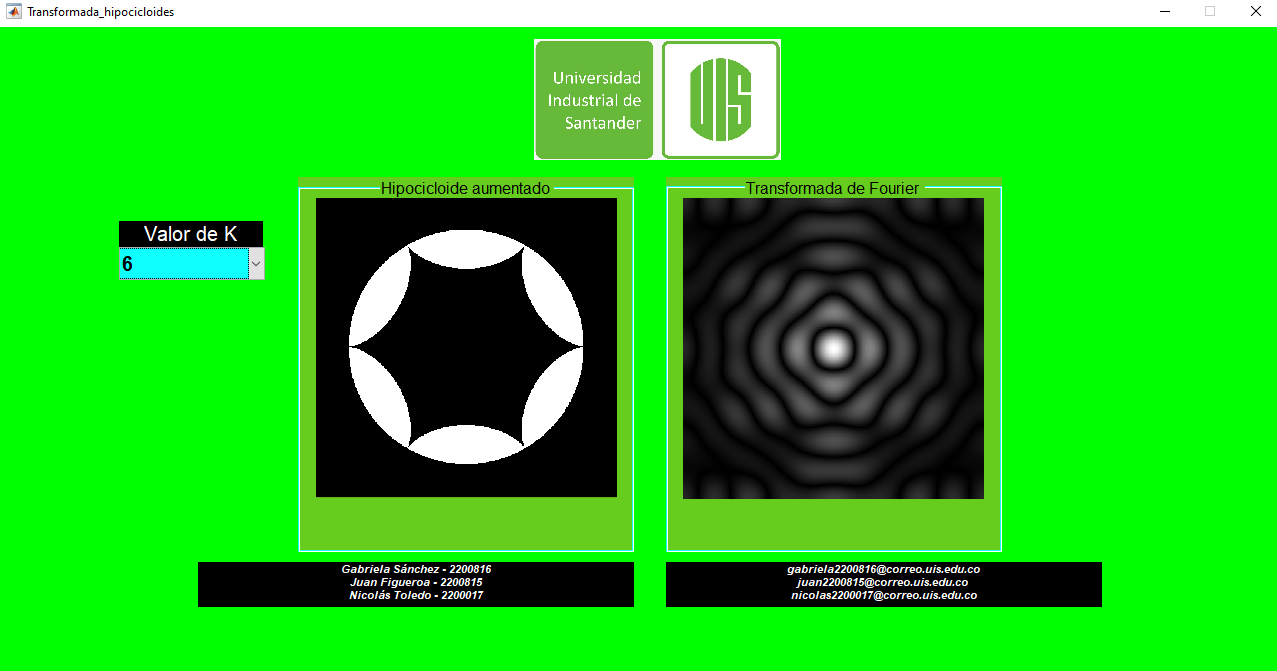 Transformada_hipocicloides
Universidad
Industrial de
Santander
UIS
Hipocicloide aumentado
Transformada de Fourier
Valor de K
6
Gabriela Sánchez - 2200816
Juan Figueroa - 2200815
Nicolás Toledo - 2200017
gabriela2200816@correo.uis.edu.co
juan2200815@correo.uis.edu.co
nicolas2200017@correo.uis.edu.co